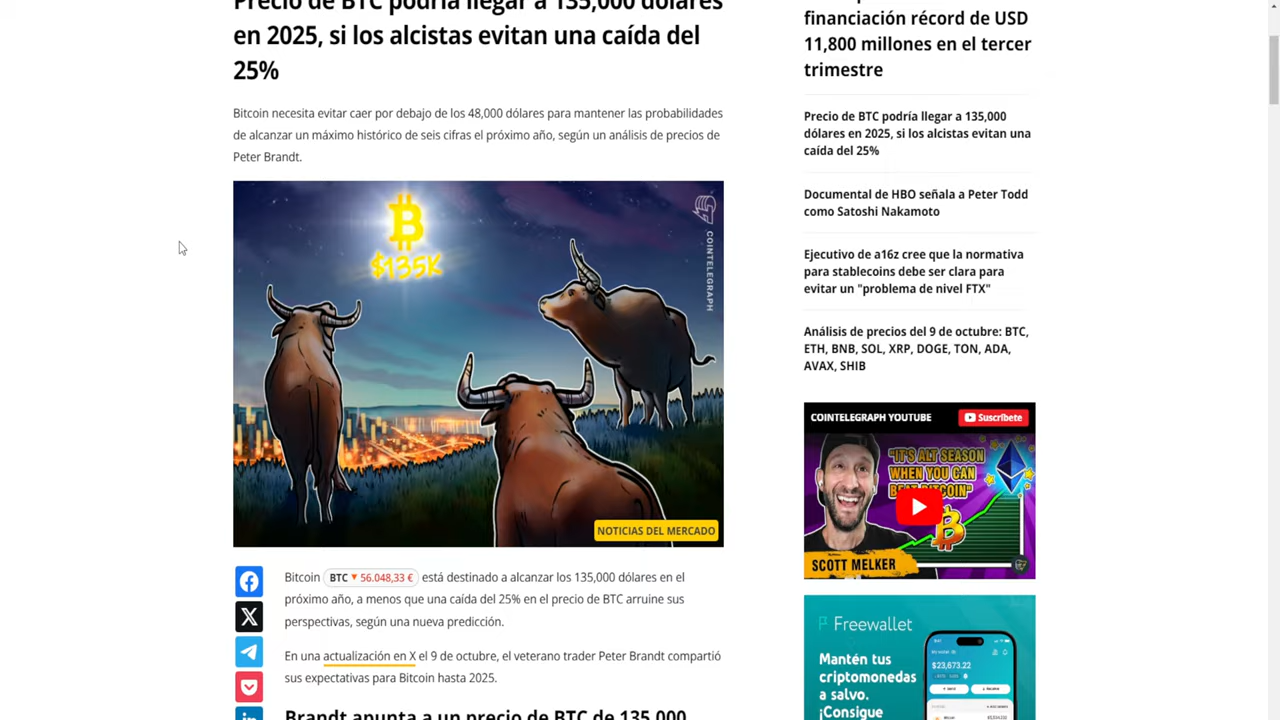 Precio de BTC podría llegar a 135,000 dólares
en 2025, si los alcistas evitan una caída del
25%
Bitcoin necesita evitar caer por debajo de los 48,000 dólares para mantener las probabilidades
de alcanzar un máximo histórico de seis cifras el próximo año, según un análisis de precios de
Peter Brandt.
$135K
COINTELEGRAPH
NOTICIAS DEL MERCADO
Bitcoin BTC ▼ 56.048,33 € está destinado a alcanzar los 135,000 dólares en el
próximo año, a menos que una caída del 25% en el precio de BTC arruine sus
perspectivas, según una nueva predicción.
En una actualización en X el 9 de octubre, el veterano trader Peter Brandt compartió
sus expectativas para Bitcoin hasta 2025.
Brandt apunta a un precio de BTC de 135,000
financiación récord de USD
11,800 millones en el tercer
trimestre
Precio de BTC podría llegar a 135,000
dólares en 2025, si los alcistas evitan una
caída del 25%
Documental de HBO señala a Peter Todd
como Satoshi Nakamoto
Ejecutivo de a16z cree que la normativa
para stablecoins debe ser clara para
evitar un "problema de nivel FTX"
Análisis de precios del 9 de octubre: BTC,
ETH, BNB, SOL, XRP, DOGE, TON, ADA,
AVAX, SHIB
COINTELEGRAPH YOUTUBE
Suscríbete
"IT'S ALT SEASON
WHEN YOU CAN
BEAT BITCOIN"
SCOTT MELKER
Freewallet
Mantén tus
criptomonedas
a salvo.
¡Consigue
$23,673.22